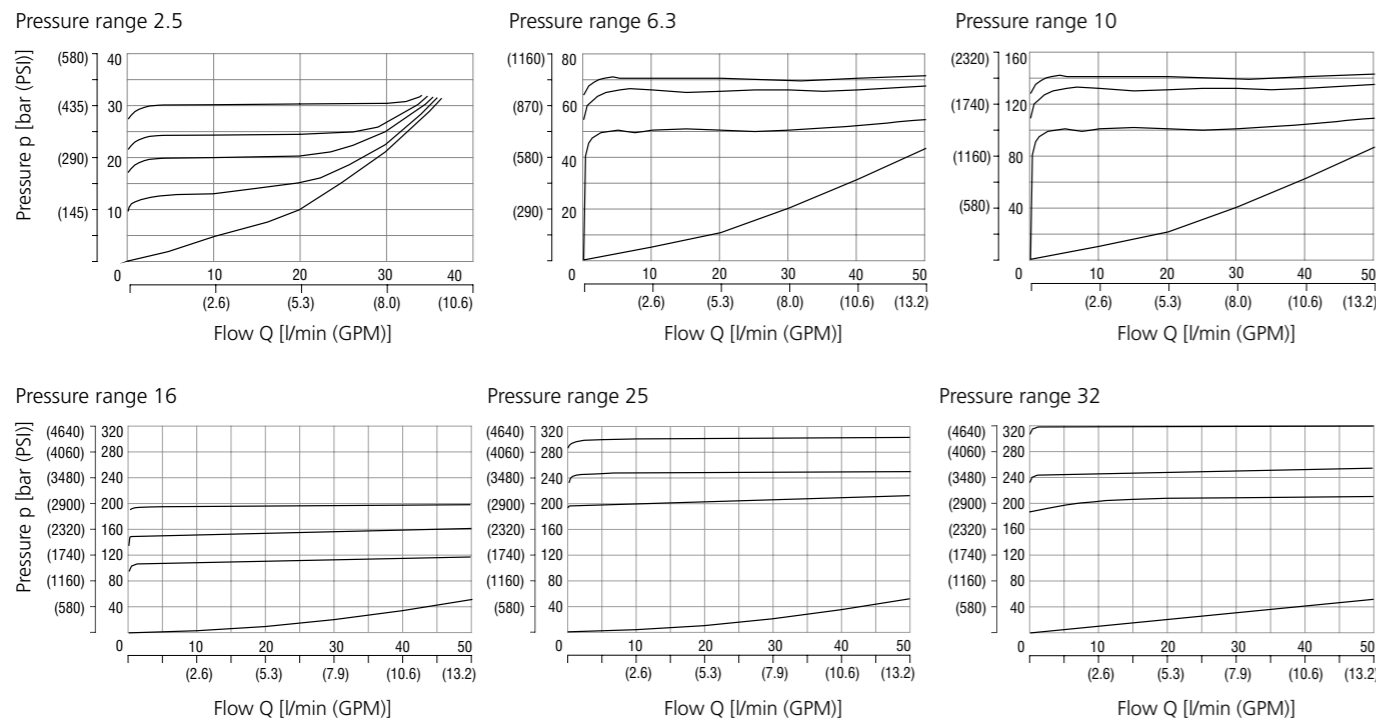 Pressure range 2.5
Pressure p [bar (PSI)]
(580) 40
(435) 30
(290) 20
(145) 10
0 10 20 30 40
(2.6) (5.3) (8.0) (10.6)
Flow Q [l/min (GPM)]
Pressure range 6.3
(1160) 80
(870) 60
(580) 40
(290) 20
0 10 20 30 40 50
(2.6) (5.3) (8.0) (10.6) (13.2)
Flow Q [l/min (GPM)]
Pressure range 10
(2320) 160
(1740) 120
(1160) 80
(580) 40
0 10 20 30 40 50
(2.6) (5.3) (8.0) (10.6) (13.2)
Flow Q [l/min (GPM)]
Pressure range 16
Pressure p [bar (PSI)]
(4640) 320
(4060) 280
(3480) 240
(2900) 200
(2320) 160
(1740) 120
(1160) 80
(580) 40
0 10 20 30 40 50
(2.6) (5.3) (7.9) (10.6) (13.2)
Flow Q [l/min (GPM)]
Pressure range 25
(4640) 320
(4060) 280
(3480) 240
(2900) 200
(2320) 160
(1740) 120
(1160) 80
(580) 40
0 10 20 30 40 50
(2.6) (5.3) (7.9) (10.6) (13.2)
Flow Q [l/min (GPM)]
Pressure range 32
(4640) 320
(4060) 280
(3480) 240
(2900) 200
(2320) 160
(1740) 120
(1160) 80
(580) 40
0 10 20 30 40 50
(2.6) (5.3) (7.9) (10.6) (13.2)
Flow Q [l/min (GPM)]